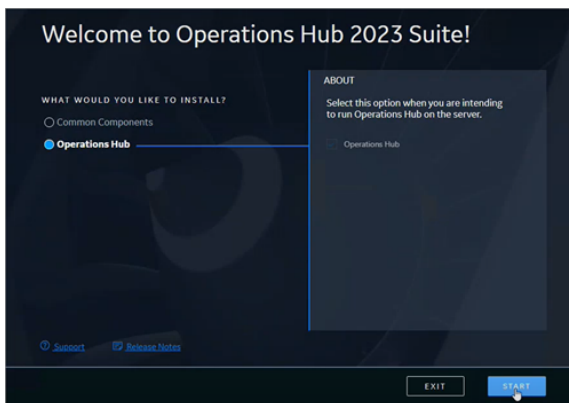 Welcome to Operations Hub 2023 Suite!
WHAT WOULD YOU LIKE TO INSTALL?
Common Components
Operations Hub
ABOUT
Select this option when you are intending
to run Operations Hub on the server.
Operations Hub
Support
Release Notes
EXIT
START